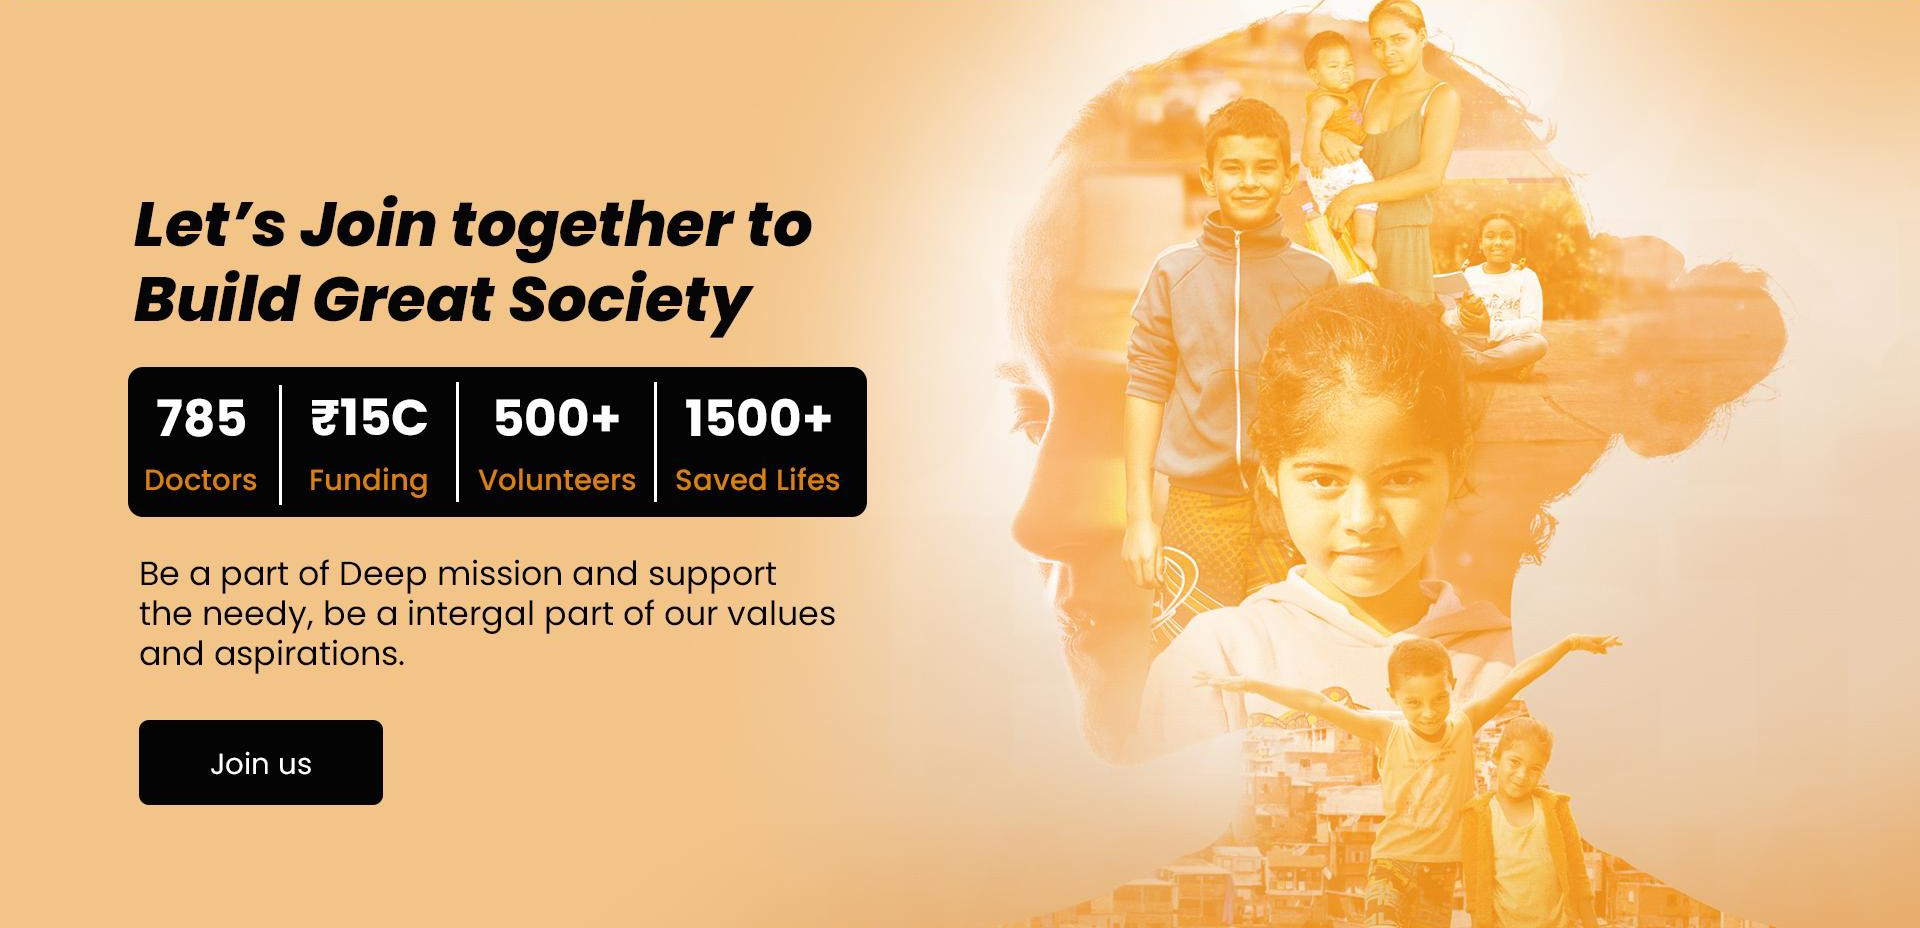 Let’s Join together to
Build Great Society
785 ₹15C 500+ 1500+
Doctors Funding Volunteers Saved Lifes
Be a part of Deep mission and support
the needy, be a intergal part of our values
and aspirations.
Join us